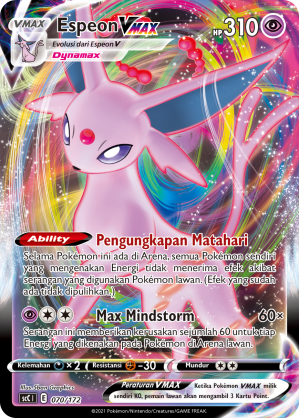 VMAX Espeon VMAX HP 310
Evolusi dari Espeon V
Dynamax
Ability Pengungkapan Matahari
Selama Pokémon ini ada di Arena, semua Pokémon sendiri
yang mengenakan Energi tidak menerima efek akibat
serangan yang digunakan Pokémon lawan. (Efek yang sudah
ada tidak dipulihkan.)
Max Mindstorm 60×
Serangan ini memberikan kerusakan sejumlah 60 untuk tiap
Energi yang dikenakan semua Pokémon di Arena lawan.
Kelemahan ×2 Resistansi -30 Mundur
Peraturan VMAX Ketika Pokémon VMAX milik
sendiri KO, pemain lawan akan mengambil 3 Kartu Point.
SC1 E 070/172
©2021 Pokémon/Nintendo/Creatures/GAME FREAK.